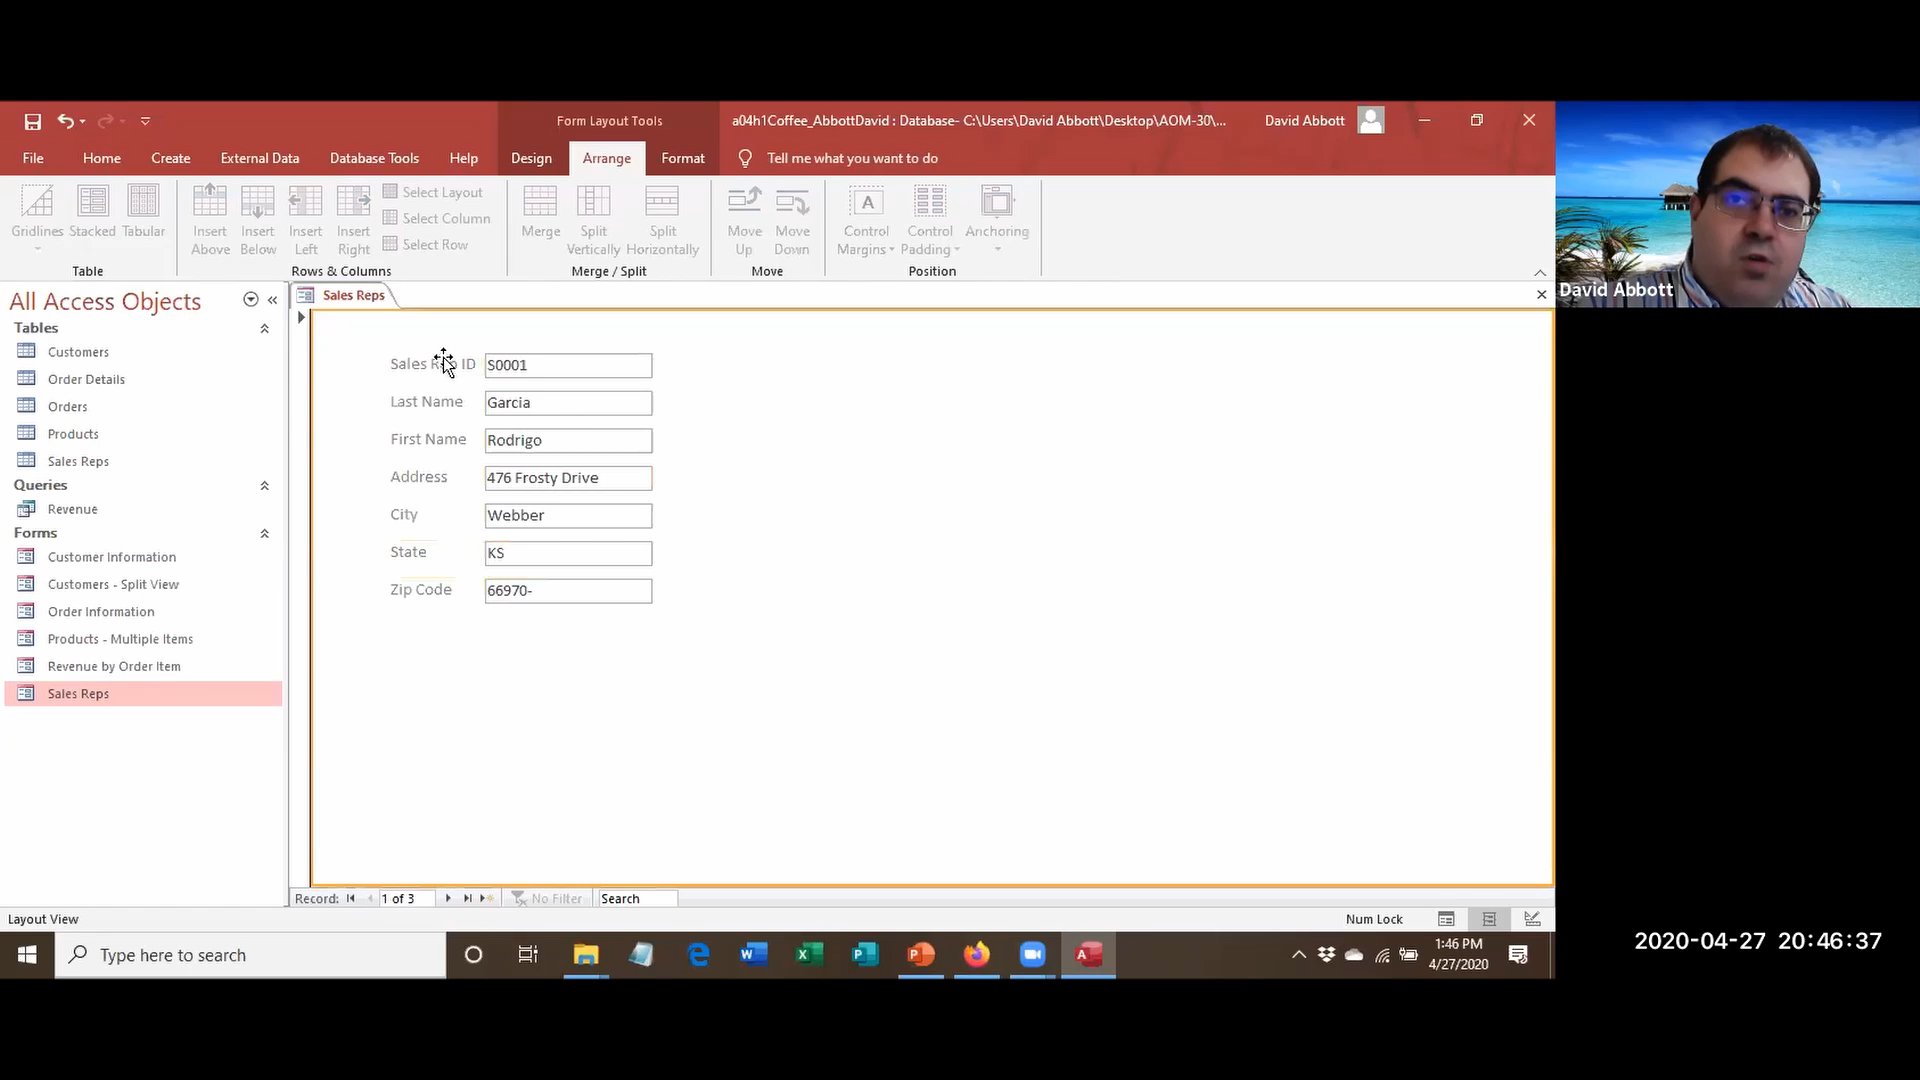 Form Layout Tools
a04h1Coffee_AbbottDavid : Database- C:\Users\David Abbott\Desktop\AOM-30\...
David Abbott
File Home Create External Data Database Tools Help Design Arrange Format Tell me what you want to do
Gridlines Stacked Tabular
Insert Above
Insert Below
Insert Left
Insert Right
Select Layout
Select Column
Select Row
Merge
Split Vertically
Split Horizontally
Move Up
Move Down
Control Margins
Control Padding
Anchoring
Table Rows & Columns Merge / Split Move Position
All Access Objects
Tables
Customers
Order Details
Orders
Products
Sales Reps
Queries
Revenue
Forms
Customer Information
Customers - Split View
Order Information
Products - Multiple Items
Revenue by Order Item
Sales Reps
Sales Reps
Sales Rep ID S0001
Last Name Garcia
First Name Rodrigo
Address 476 Frosty Drive
City Webber
State KS
Zip Code 66970-
Record: 1 of 3 No Filter Search
Layout View Num Lock
Type here to search
1:46 PM
4/27/2020
David Abbott
2020-04-27 20:46:37